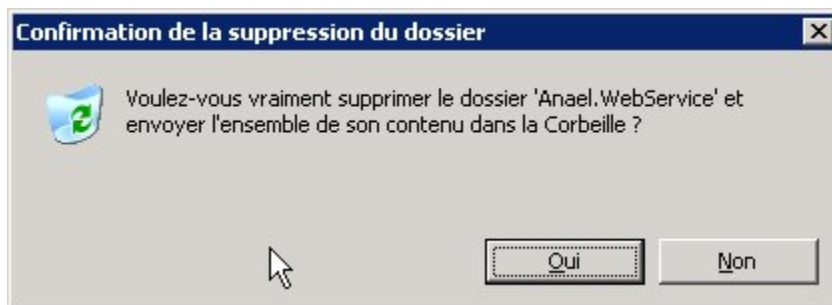 Confirmation de la suppression du dossier
Voulez-vous vraiment supprimer le dossier 'Anael.WebService' et
envoyer l'ensemble de son contenu dans la Corbeille ?
Oui Non